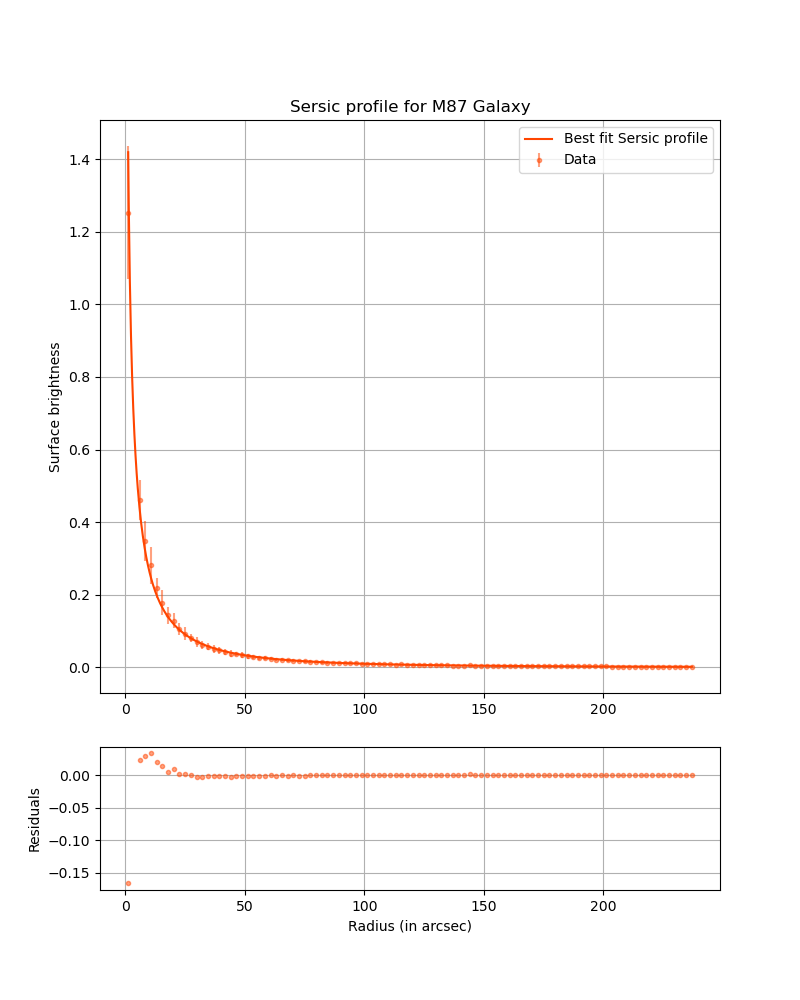 Sersic profile for M87 Galaxy
Best fit Sersic profile
Data
Surface brightness
1.4
1.2
1.0
0.8
0.6
0.4
0.2
0.0
0 50 100 150 200
Residuals
0.00
−0.05
−0.10
−0.15
0 50 100 150 200
Radius (in arcsec)